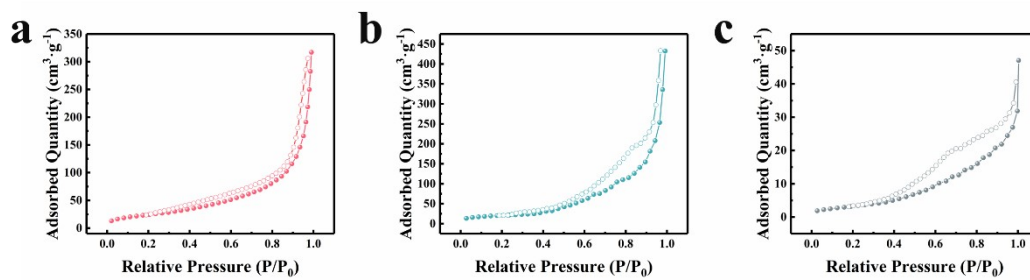 a
Adsorbed Quantity (cm³·g⁻¹)
350
300
250
200
150
100
50
0
0.0 0.2 0.4 0.6 0.8 1.0
Relative Pressure (P/P₀)
b
Adsorbed Quantity (cm³·g⁻¹)
450
400
350
300
250
200
150
100
50
0
0.0 0.2 0.4 0.6 0.8 1.0
Relative Pressure (P/P₀)
c
Adsorbed Quantity (cm³·g⁻¹)
50
40
30
20
10
0
0.0 0.2 0.4 0.6 0.8 1.0
Relative Pressure (P/P₀)